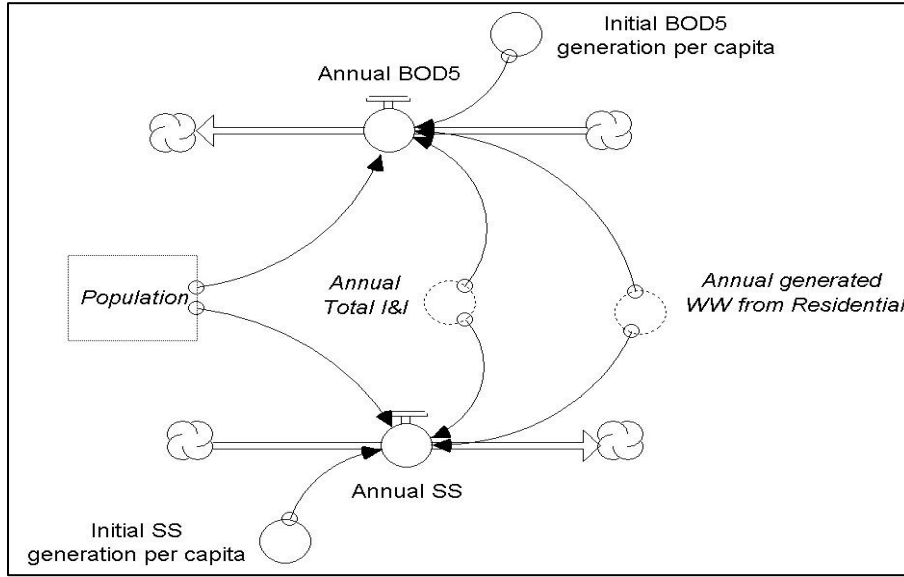 Initial BOD5
generation per capita
Annual BOD5
Population
Annual
Total I&I
Annual generated
WW from Residential
Annual SS
Initial SS
generation per capita